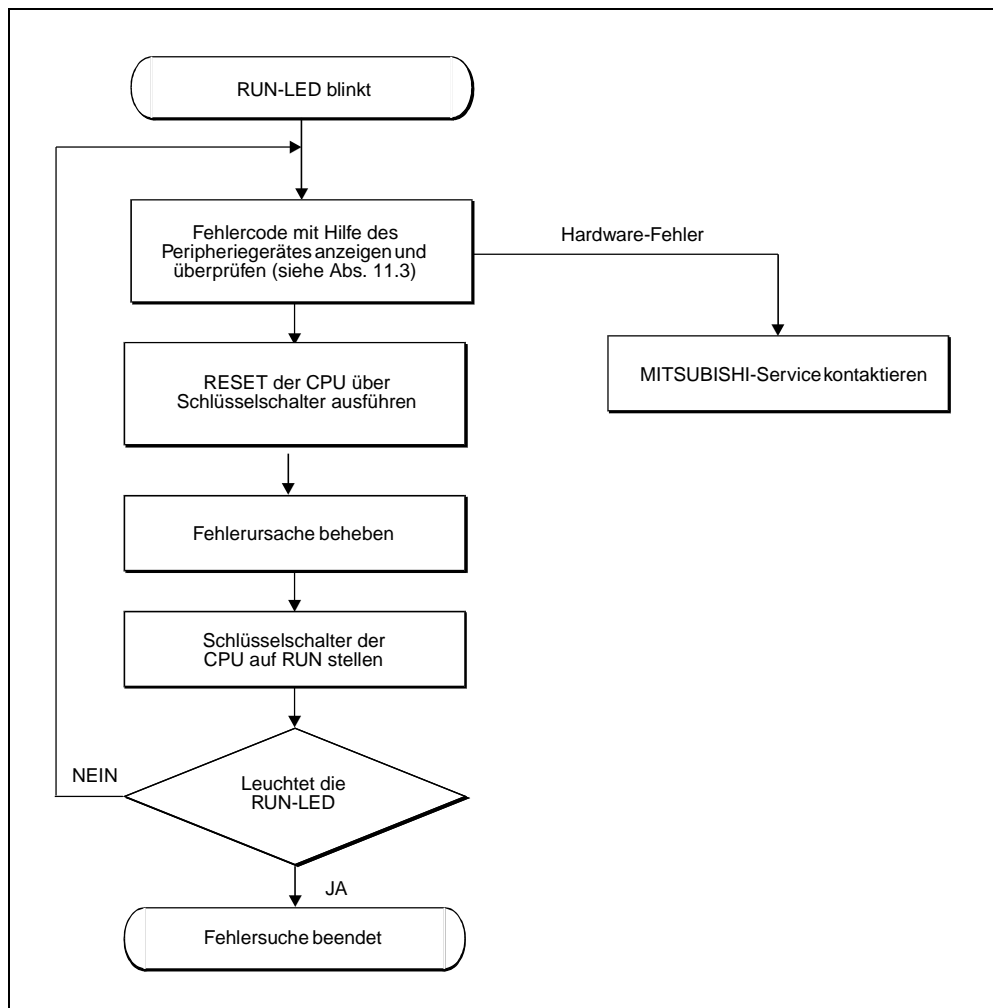 RUN-LED blinkt
Fehlercode mit Hilfe des
Peripheriegerätes anzeigen und
überprüfen (siehe Abs. 11.3)
Hardware-Fehler
MITSUBISHI-Service kontaktieren
RESET der CPU über
Schlüsselschalter ausführen
Fehlerursache beheben
Schlüsselschalter der
CPU auf RUN stellen
NEIN
Leuchtet die
RUN-LED
JA
Fehlersuche beendet